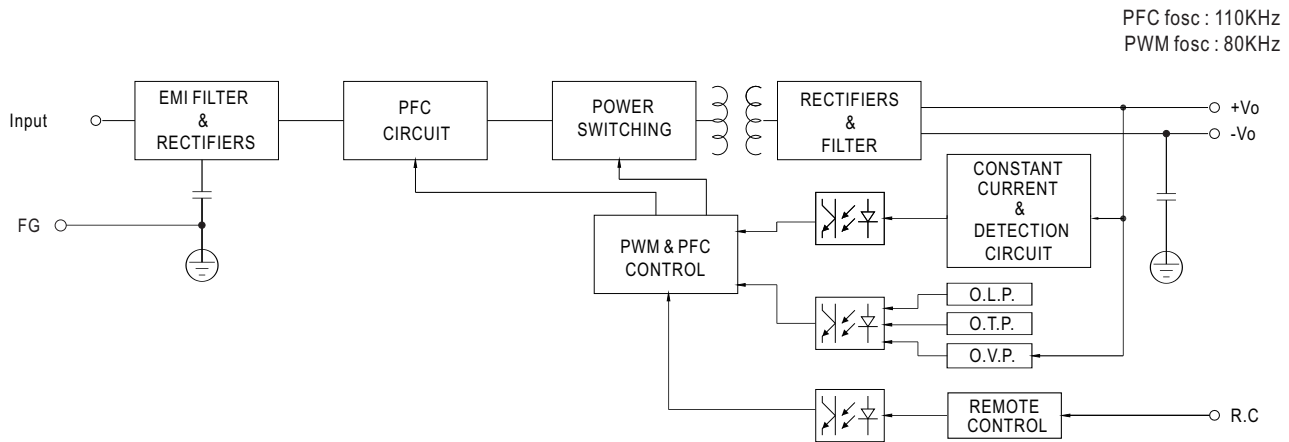 PFC fosc : 110KHz
PWM fosc : 80KHz
Input
EMI FILTER
&
RECTIFIERS
PFC
CIRCUIT
POWER
SWITCHING
RECTIFIERS
&
FILTER
+Vo
-Vo
FG
PWM & PFC
CONTROL
CONSTANT
CURRENT
&
DETECTION
CIRCUIT
O.L.P.
O.T.P.
O.V.P.
REMOTE
CONTROL
R.C